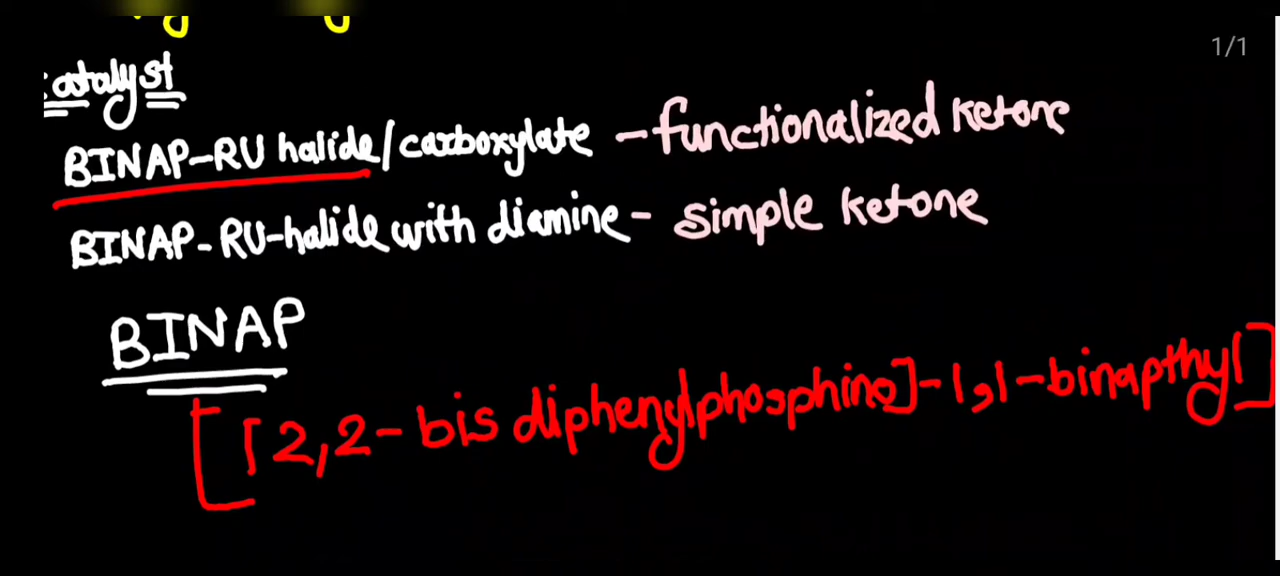 1/1
catalyst
BINAP-RU halide/carboxylate - functionalized ketone
BINAP-RU-halide with diamine - simple ketone
BINAP
[[2,2-bis diphenylphosphino]-1,1-binapthyl]